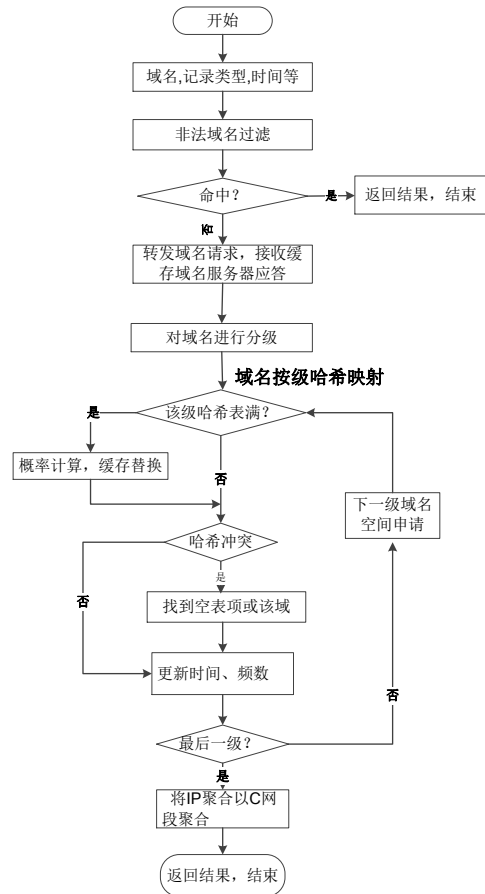 开始
域名,记录类型,时间等
非法域名过滤
命中？
是
返回结果，结束
否
转发域名请求，接收缓
存域名服务器应答
对域名进行分级
域名按级哈希映射
该级哈希表满？
是
概率计算，缓存替换
否
下一级域名
空间申请
哈希冲突
是
否
找到空表项或该域
更新时间、频数
否
最后一级？
是
将IP聚合以C网
段聚合
返回结果，结束